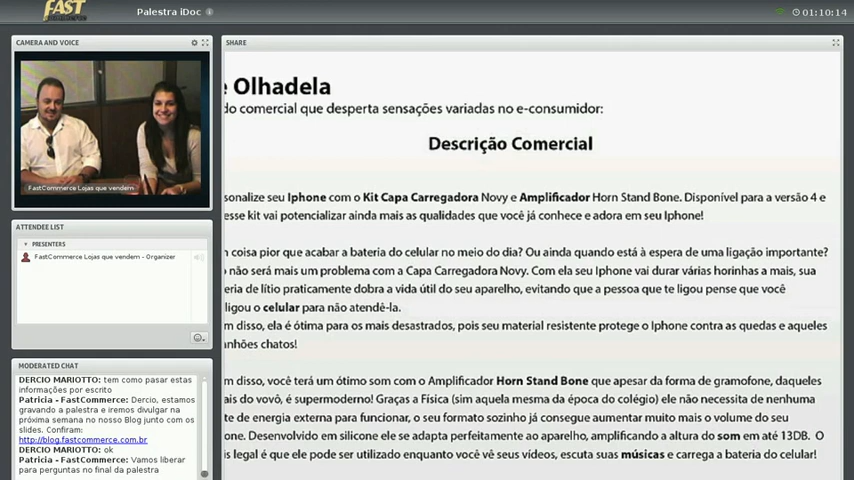 FAST
Palestra iDoc
01:10:14
CAMERA AND VOICE
FastCommerce Lojas que vendem
ATTENDEE LIST
PRESENTERS
FastCommerce Lojas que vendem - Organizer
MODERATED CHAT
DERCIO MARIOTTO: tem como pasar estas
informações por escrito
Patricia - FastCommerce: Dercio, estamos
gravando a palestra e iremos divulgar na
próxima semana no nosso Blog junto com os
slides. Confiram:
http://blog.fastcommerce.com.br
DERCIO MARIOTTO: ok
Patricia - FastCommerce: Vamos liberar
para perguntas no final da palestra
SHARE
e Olhadela
do comercial que desperta sensações variadas no e-consumidor:
Descrição Comercial
sonalize seu Iphone com o Kit Capa Carregadora Novy e Amplificador Horn Stand Bone. Disponível para a versão 4 e
esse kit vai potencializar ainda mais as qualidades que você já conhece e adora em seu Iphone!
n coisa pior que acabar a bateria do celular no meio do dia? Ou ainda quando está à espera de uma ligação importante?
o não será mais um problema com a Capa Carregadora Novy. Com ela seu Iphone vai durar várias horinhas a mais, sua
eria de lítio praticamente dobra a vida útil do seu aparelho, evitando que a pessoa que te ligou pense que você
ligou o celular para não atendê-la.
m disso, ela é ótima para os mais desastrados, pois seu material resistente protege o Iphone contra as quedas e aqueles
anhões chatos!
m disso, você terá um ótimo som com o Amplificador Horn Stand Bone que apesar da forma de gramofone, daqueles
ais do vovô, é supermoderno! Graças a Física (sim aquela mesma da época do colégio) ele não necessita de nenhuma
te de energia externa para funcionar, o seu formato sozinho já consegue aumentar muito mais o volume do seu
one. Desenvolvido em silicone ele se adapta perfeitamente ao aparelho, amplificando a altura do som em até 13DB. O
is legal é que ele pode ser utilizado enquanto você vê seus vídeos, escuta suas músicas e carrega a bateria do celular!